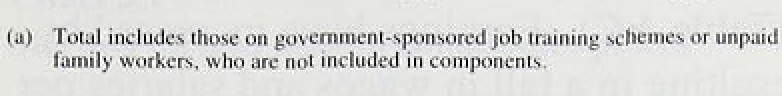 (a) Total includes those on government-sponsored job training schemes or unpaid
family workers, who are not included in components.